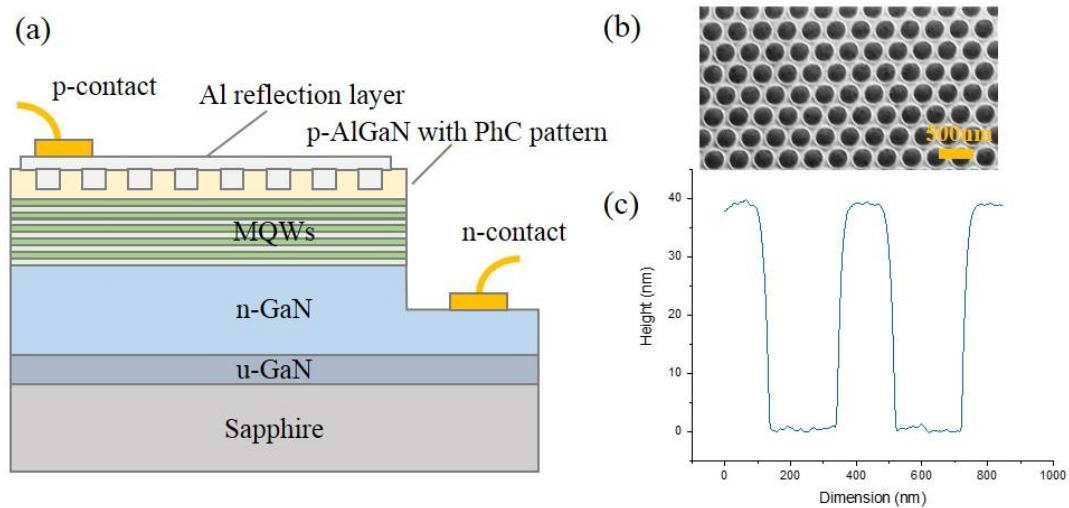 (a)
p-contact
Al reflection layer
p-AlGaN with PhC pattern
MQWs
n-contact
n-GaN
u-GaN
Sapphire
(b)
500nm
(c)
40
30
20
10
0
Height (nm)
0 200 400 600 800 1000
Dimension (nm)